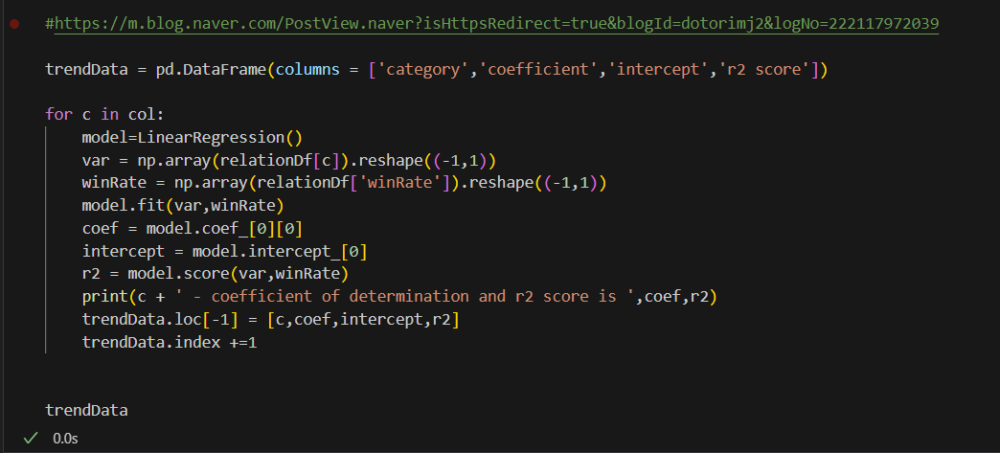 #https://m.blog.naver.com/PostView.naver?isHttpsRedirect=true&blogId=dotorimj2&logNo=222117972039
trendData = pd.DataFrame(columns = ['category','coefficient','intercept','r2 score'])
for c in col:
    model=LinearRegression()
    var = np.array(relationDf[c]).reshape((-1,1))
    winRate = np.array(relationDf['winRate']).reshape((-1,1))
    model.fit(var,winRate)
    coef = model.coef_[0][0]
    intercept = model.intercept_[0]
    r2 = model.score(var,winRate)
    print(c + ' - coefficient of determination and r2 score is ',coef,r2)
    trendData.loc[-1] = [c,coef,intercept,r2]
    trendData.index +=1
trendData
0.0s